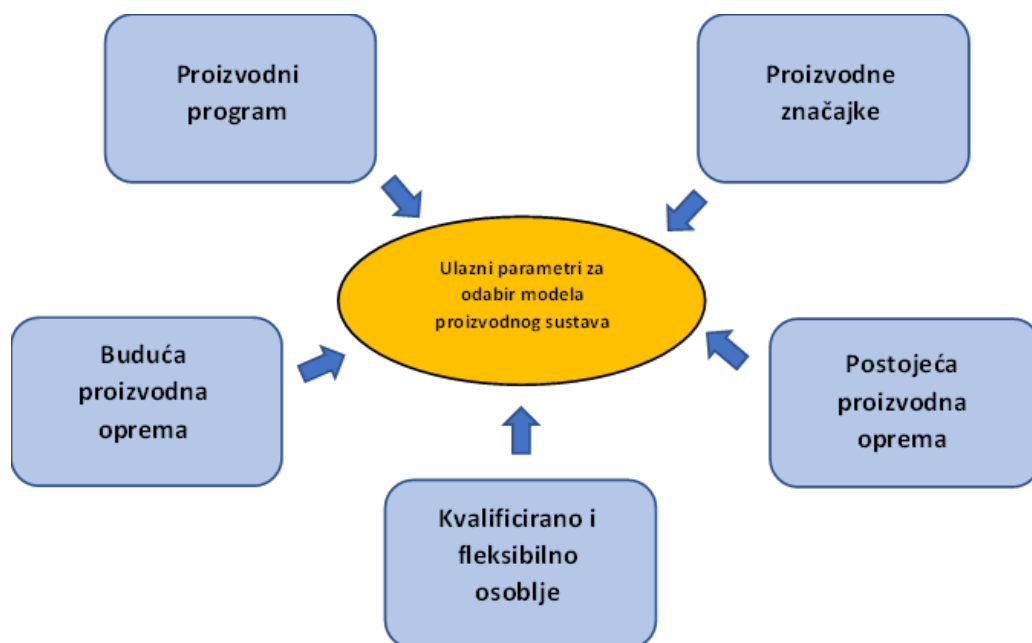 Proizvodni
program
Proizvodne
značajke
Ulazni parametri za
odabir modela
proizvodnog sustava
Buduća
proizvodna
oprema
Postojeća
proizvodna
oprema
Kvalificirano i
fleksibilno
osoblje